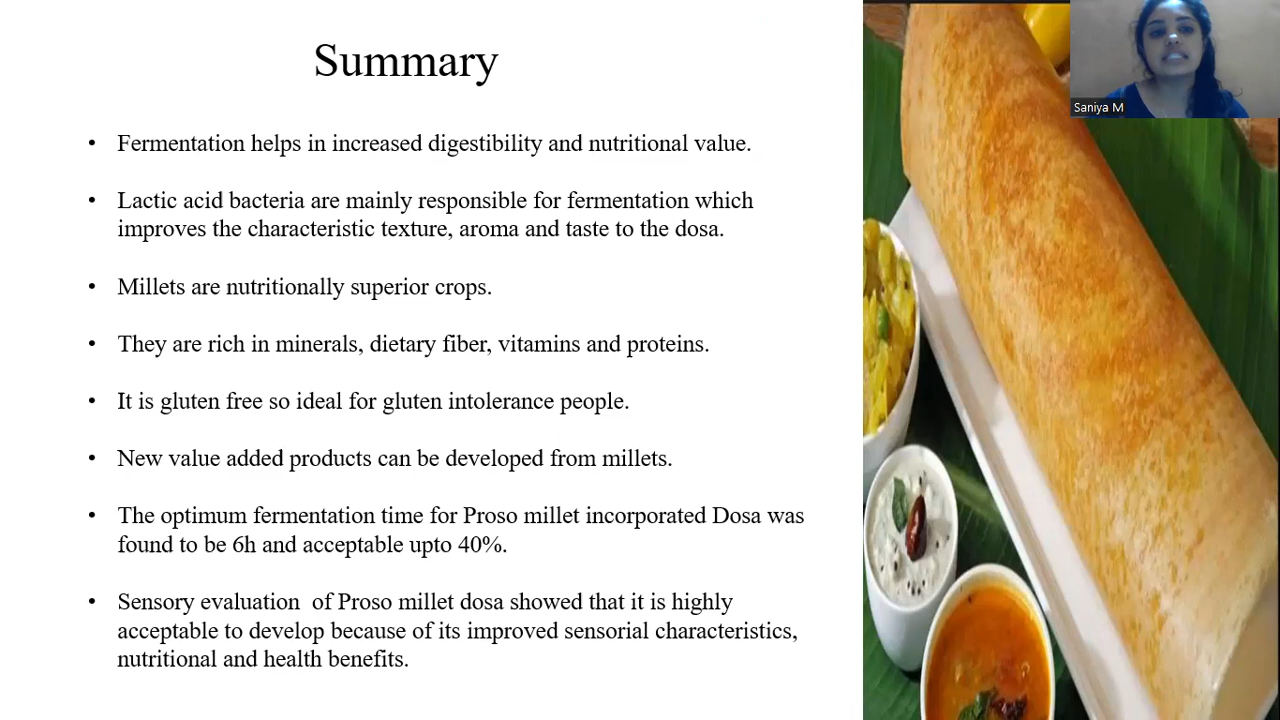 Summary
Saniya M
• Fermentation helps in increased digestibility and nutritional value.
• Lactic acid bacteria are mainly responsible for fermentation which
improves the characteristic texture, aroma and taste to the dosa.
• Millets are nutritionally superior crops.
• They are rich in minerals, dietary fiber, vitamins and proteins.
• It is gluten free so ideal for gluten intolerance people.
• New value added products can be developed from millets.
• The optimum fermentation time for Proso millet incorporated Dosa was
found to be 6h and acceptable upto 40%.
• Sensory evaluation  of Proso millet dosa showed that it is highly
acceptable to develop because of its improved sensorial characteristics,
nutritional and health benefits.